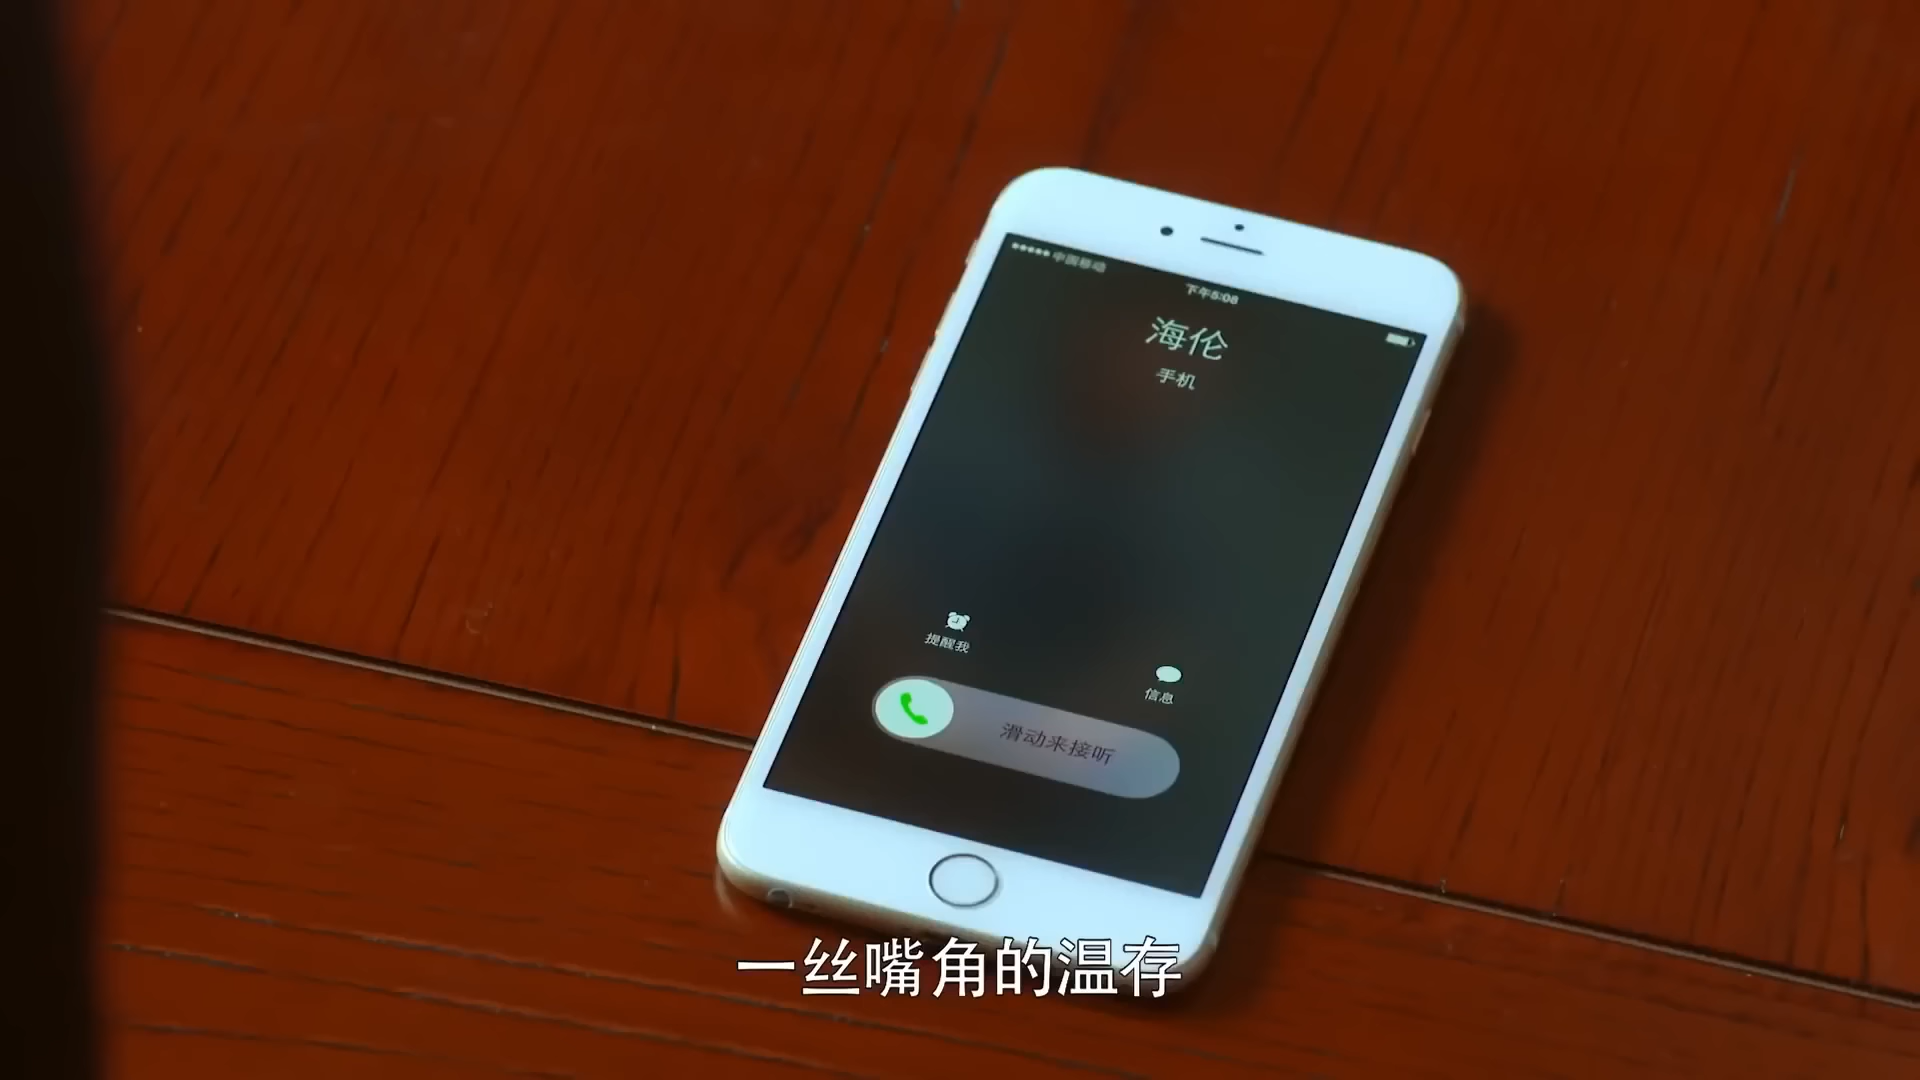 中国移动
下午5:08
海伦
手机
提醒我
信息
滑动来接听
一丝嘴角的温存